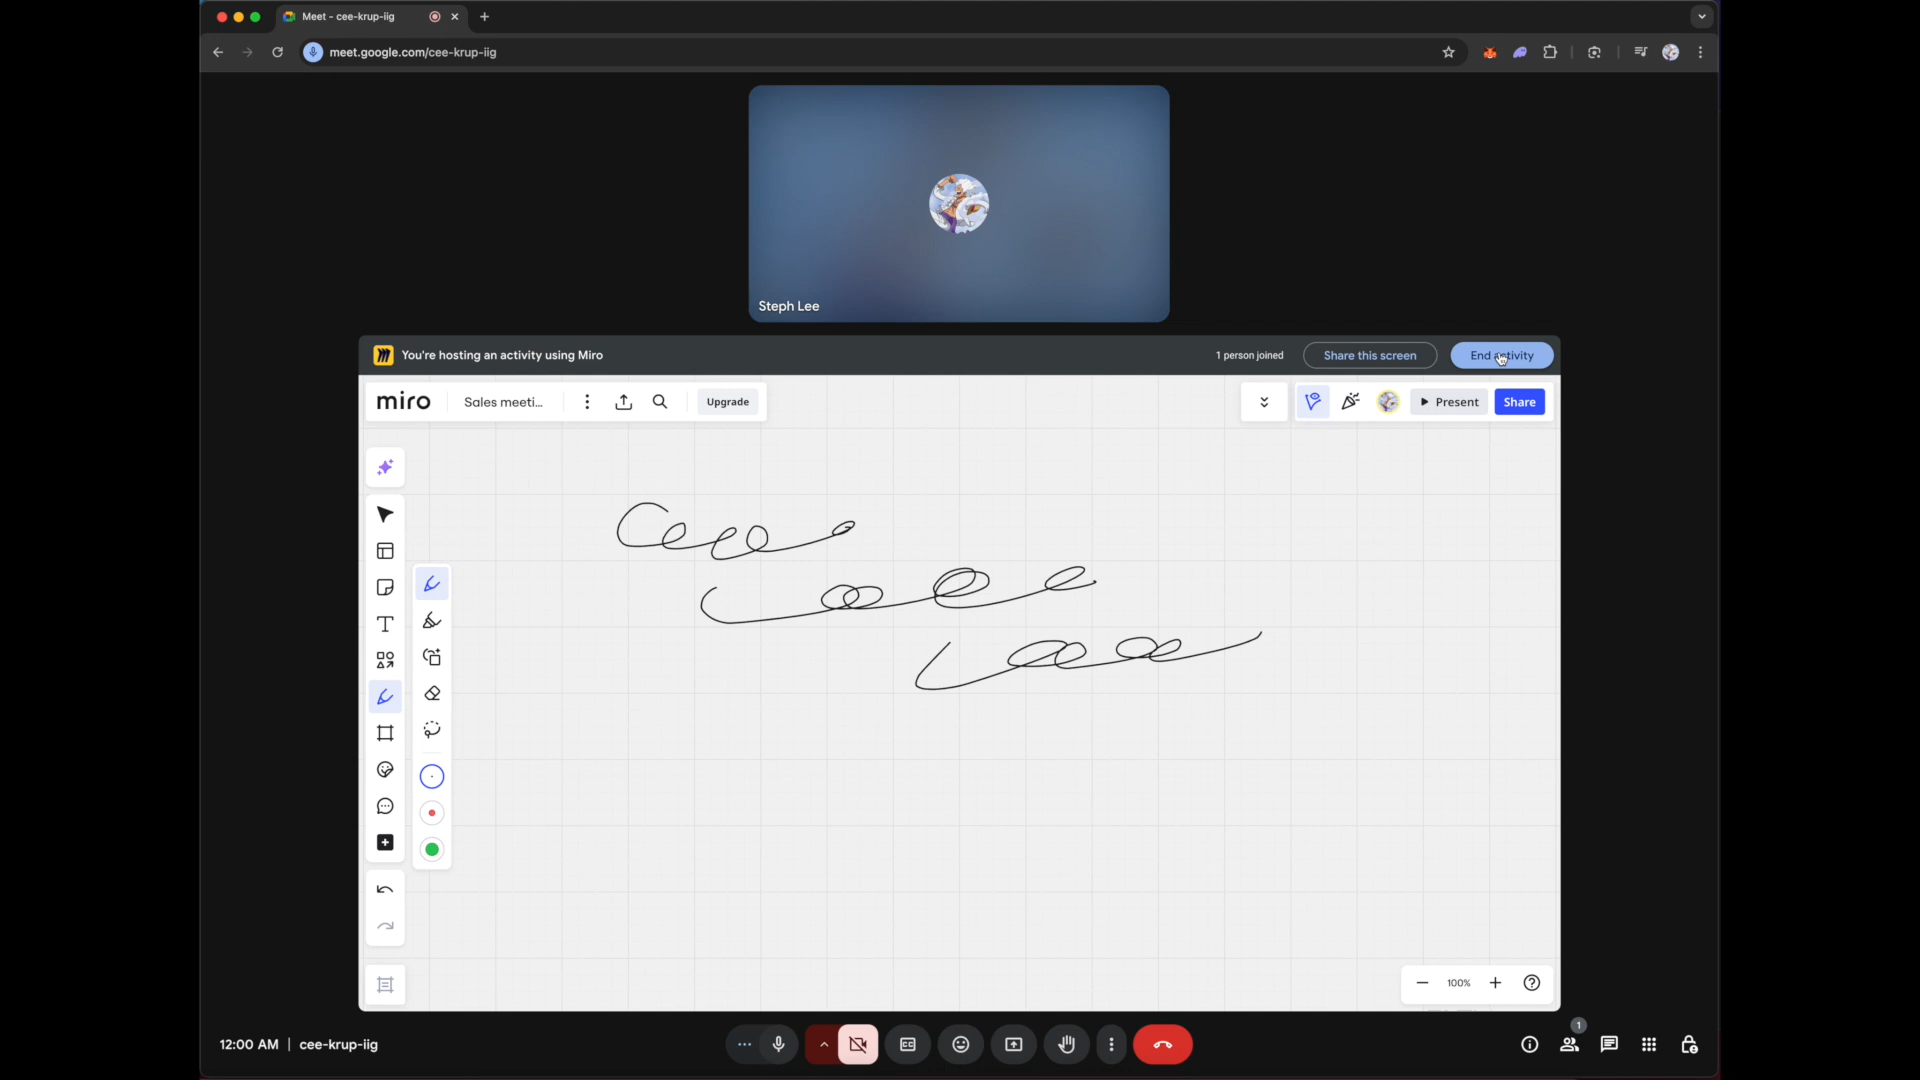 Meet - cee-krup-iig
meet.google.com/cee-krup-iig
Steph Lee
You're hosting an activity using Miro
1 person joined
Share this screen
End activity
miro
Sales meeti...
Upgrade
Present
Share
100%
12:00 AM | cee-krup-iig
1